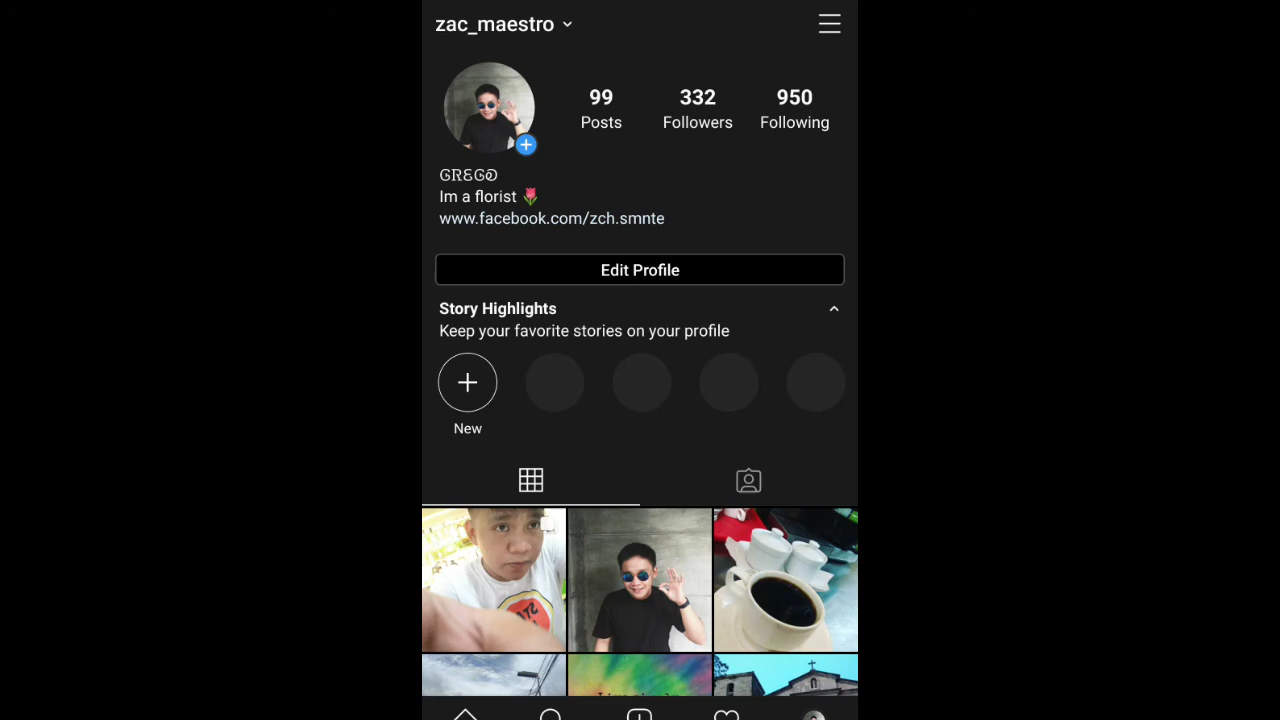 zac_maestro
99
332
950
Posts
Followers
Following
GREGO
Im a florist 🌷
www.facebook.com/zch.smnte
Edit Profile
Story Highlights
Keep your favorite stories on your profile
New